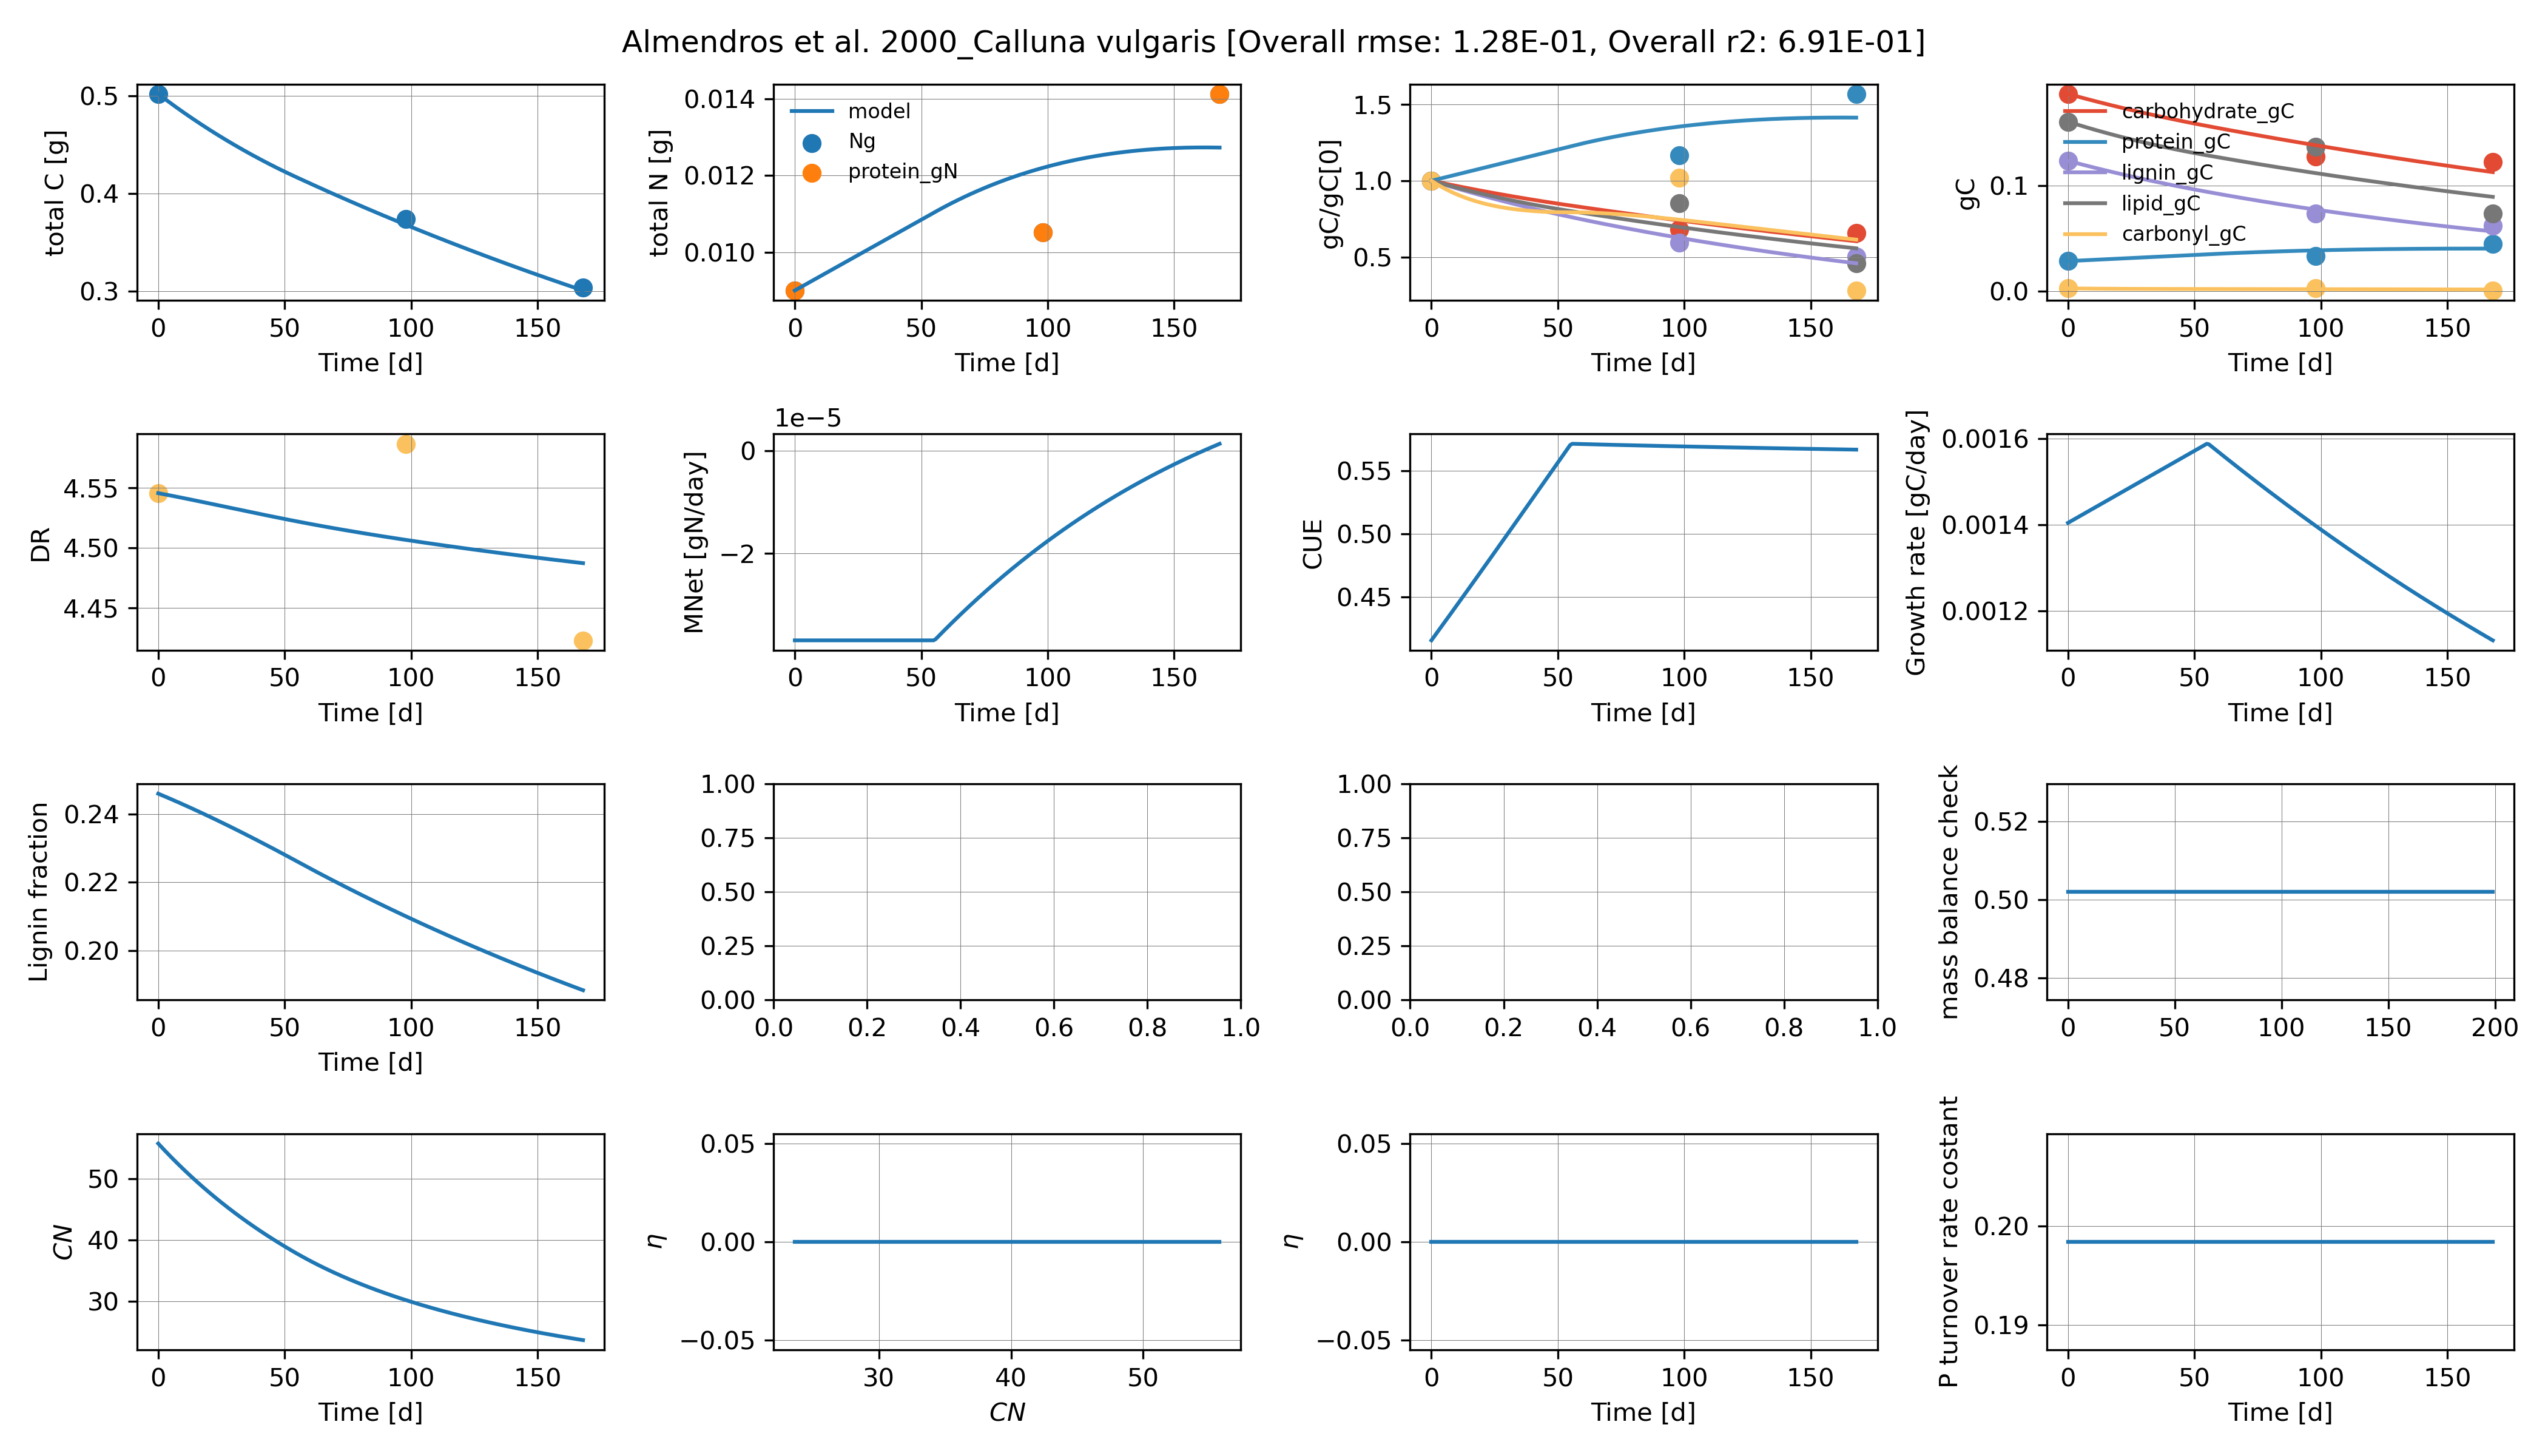 Almendros et al. 2000_Calluna vulgaris [Overall rmse: 1.28E-01, Overall r2: 6.91E-01]
total C [g]
0.5
0.4
0.3
0 50 100 150
Time [d]
total N [g]
0.014
0.012
0.010
model
Ng
protein_gN
0 50 100 150
Time [d]
gC/gC[0]
1.5
1.0
0.5
0 50 100 150
Time [d]
gC
0.1
0.0
carbohydrate_gC
protein_gC
lignin_gC
lipid_gC
carbonyl_gC
0 50 100 150
Time [d]
DR
4.55
4.50
4.45
0 50 100 150
Time [d]
1e−5
MNet [gN/day]
0
−2
0 50 100 150
Time [d]
CUE
0.55
0.50
0.45
0 50 100 150
Time [d]
Growth rate [gC/day]
0.0016
0.0014
0.0012
0 50 100 150
Time [d]
Lignin fraction
0.24
0.22
0.20
0 50 100 150
Time [d]
1.00
0.75
0.50
0.25
0.00
0.0 0.2 0.4 0.6 0.8 1.0
1.00
0.75
0.50
0.25
0.00
0.0 0.2 0.4 0.6 0.8 1.0
mass balance check
0.52
0.50
0.48
0 50 100 150 200
CN
50
40
30
0 50 100 150
Time [d]
η
0.05
0.00
−0.05
30 40 50
CN
η
0.05
0.00
−0.05
0 50 100 150
Time [d]
P turnover rate costant
0.20
0.19
0 50 100 150
Time [d]